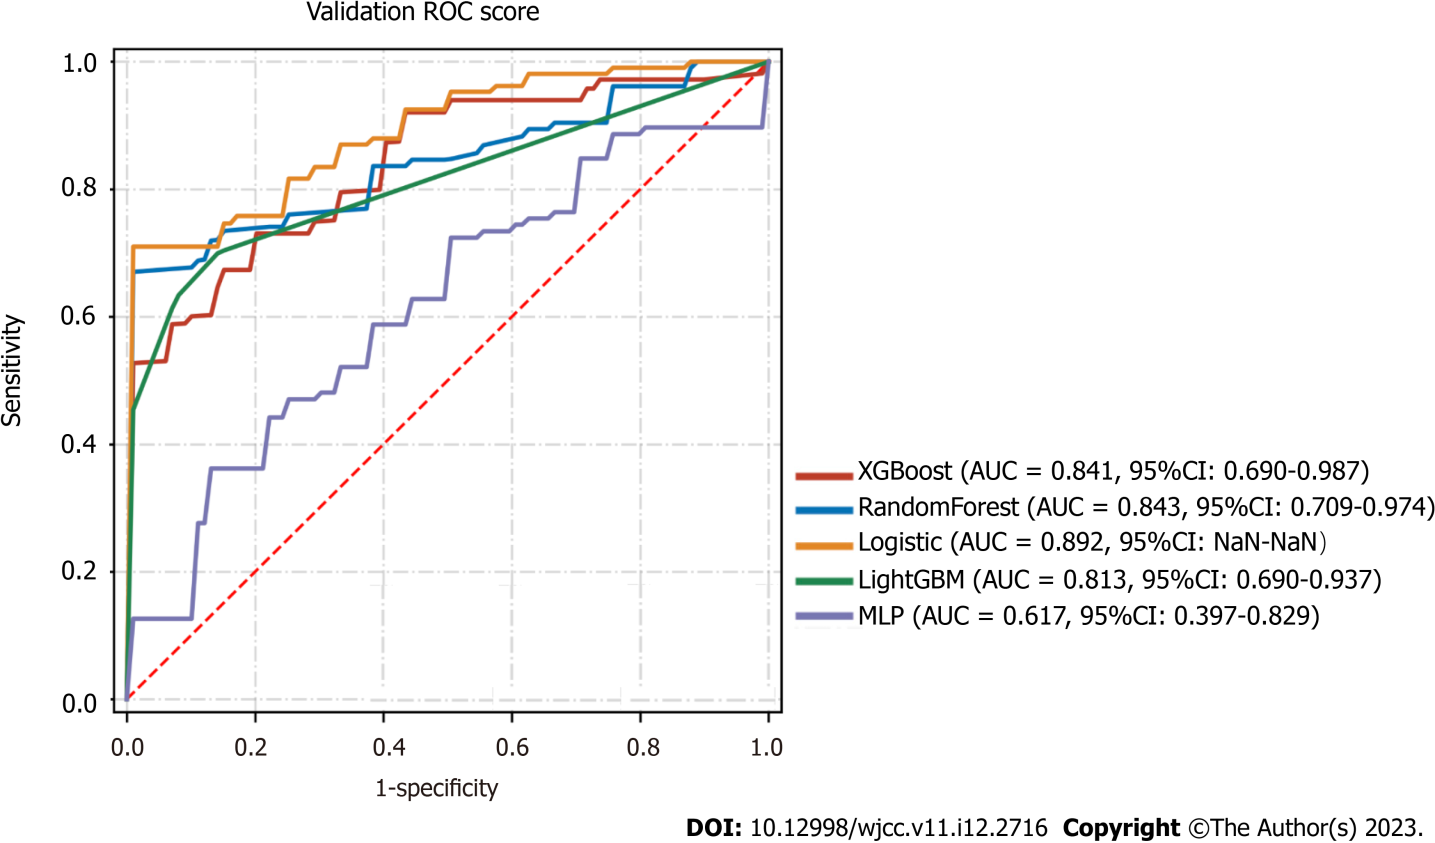 Validation ROC score
1.0
0.8
0.6
0.4
0.2
0.0
Sensitivity
0.0 0.2 0.4 0.6 0.8 1.0
1-specificity
XGBoost (AUC = 0.841, 95%CI: 0.690-0.987)
RandomForest (AUC = 0.843, 95%CI: 0.709-0.974)
Logistic (AUC = 0.892, 95%CI: NaN-NaN)
LightGBM (AUC = 0.813, 95%CI: 0.690-0.937)
MLP (AUC = 0.617, 95%CI: 0.397-0.829)
DOI: 10.12998/wjcc.v11.i12.2716 Copyright ©The Author(s) 2023.